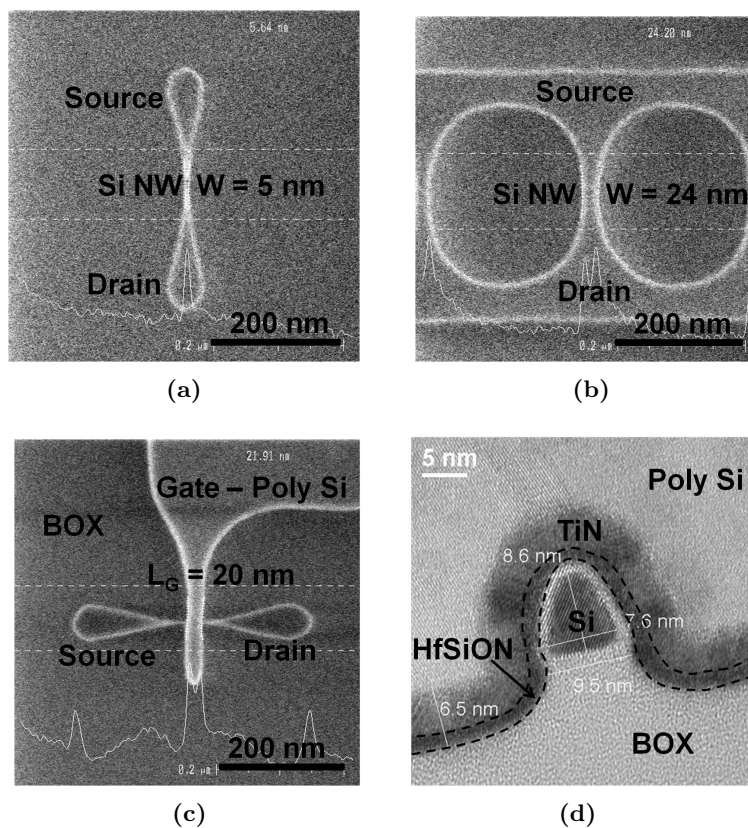 5.64 nm
Source
Si NW W = 5 nm
Drain
200 nm
0.2 µm
(a)
24.20 nm
Source
Si NW W = 24 nm
Drain
200 nm
0.2 µm
(b)
21.91 nm
Gate – Poly Si
BOX
L_G = 20 nm
Source Drain
200 nm
0.2 µm
(c)
5 nm
Poly Si
TiN
8.6 nm
Si
7.6 nm
HfSiON
9.5 nm
6.5 nm
BOX
(d)